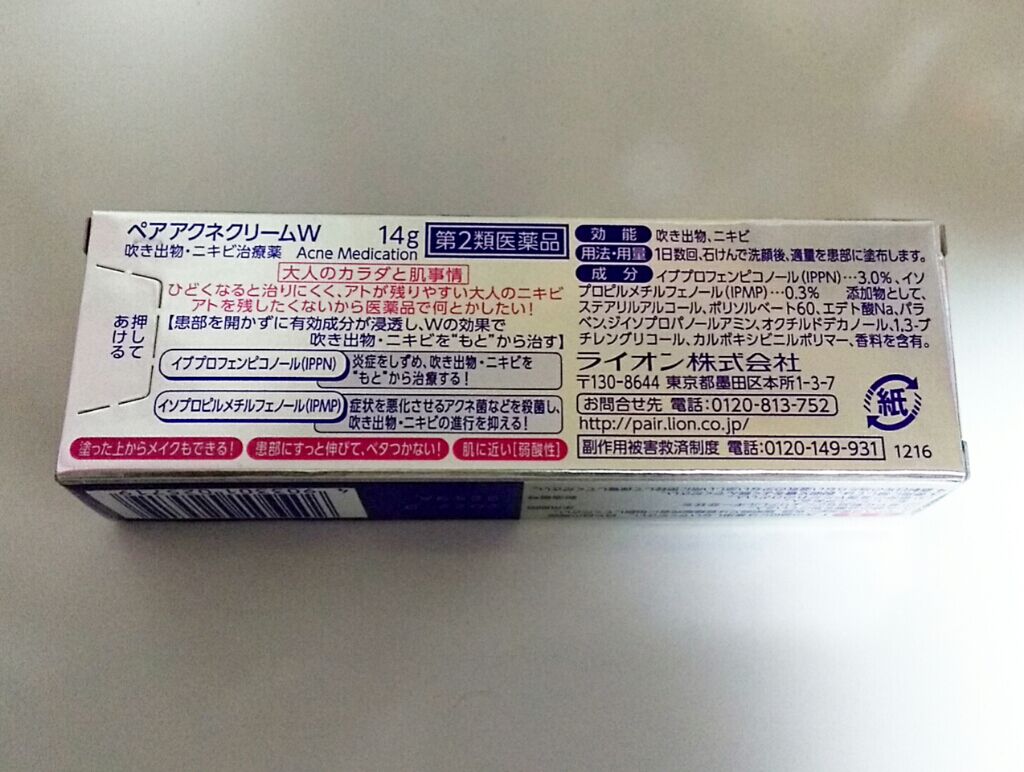 ペアアクネクリームW 14g 第2類医薬品
吹き出物・ニキビ治療薬 Acne Medication
大人のカラダと肌事情
ひどくなると治りにくく、アトが残りやすい大人のニキビ
アトを残したくないから医薬品で何とかしたい!
【患部を開かずに有効成分が浸透し、Wの効果で
吹き出物・ニキビを“もと”から治す】
押して
あける
イブプロフェンピコノール(IPPN)
炎症をしずめ、吹き出物・ニキビを
“もと”から治療する!
イソプロピルメチルフェノール(IPMP)
症状を悪化させるアクネ菌などを殺菌し、
吹き出物・ニキビの進行を抑える!
塗った上からメイクもできる! 患部にすっと伸びて、ベタつかない! 肌に近い[弱酸性]
効能 吹き出物、ニキビ
用法・用量 1日数回、石けんで洗顔後、適量を患部に塗布します。
成分 イブプロフェンピコノール(IPPN)…3.0%、イソ
プロピルメチルフェノール(IPMP)…0.3% 添加物として、
ステアリルアルコール、ポリソルベート60、エデト酸Na、パラ
ベン、ジイソプロパノールアミン、オクチルドデカノール、1,3-ブ
チレングリコール、カルボキシビニルポリマー、香料を含有。
ライオン株式会社
〒130-8644 東京都墨田区本所1-3-7
お問合せ先 電話:0120-813-752
http://pair.lion.co.jp/
副作用被害救済制度 電話:0120-149-931 1216
紙